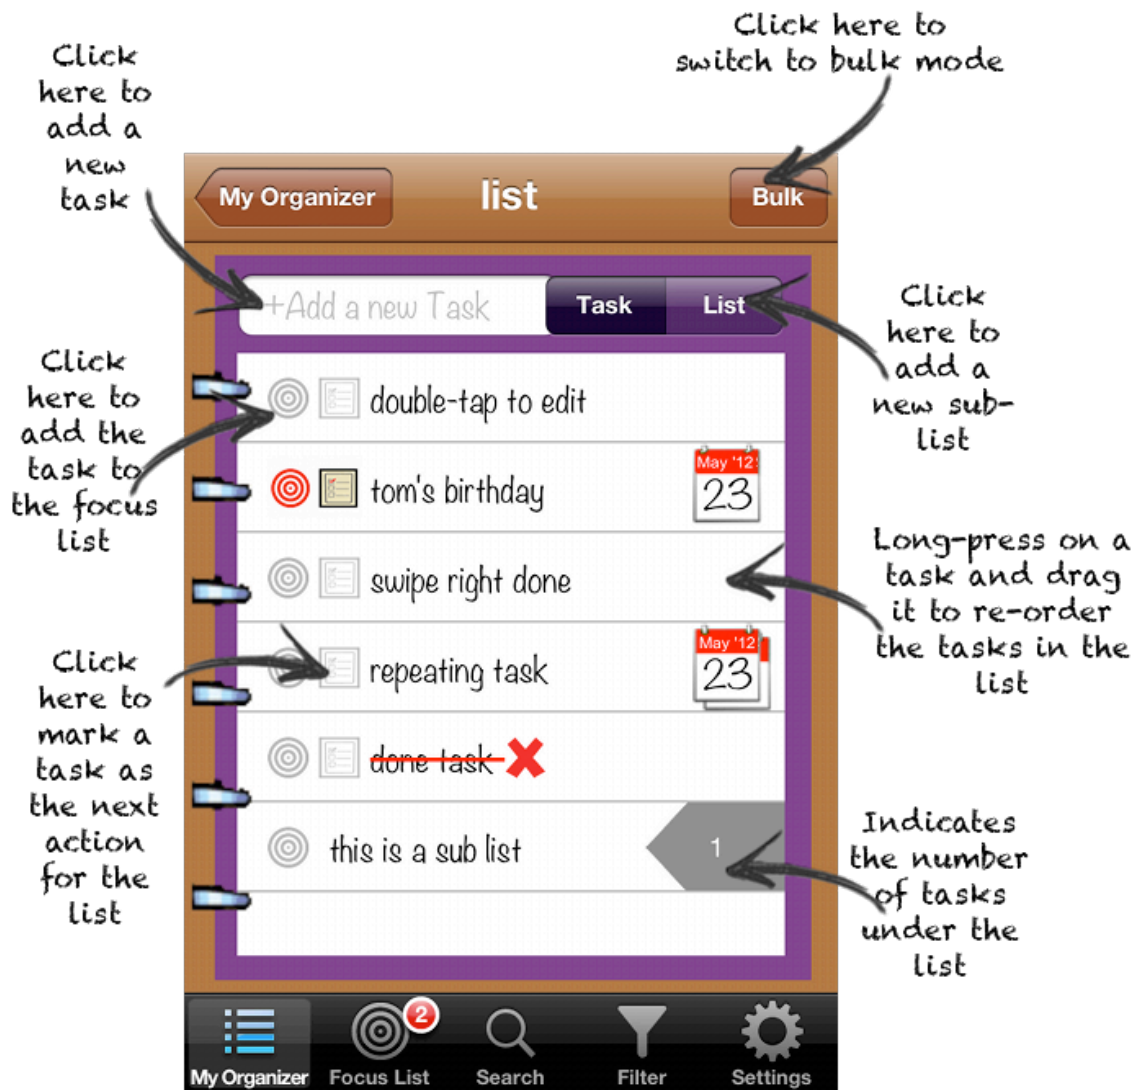 Click here to
switch to bulk mode
Click
here to
add a
new
task
My Organizer
list
Bulk
+Add a new Task
Task
List
Click
here to
add a
new sub-
list
Click
here to
add the
task to
the focus
list
double-tap to edit
tom's birthday
May '12
23
swipe right done
Long-press on a
task and drag
it to re-order
the tasks in the
list
Click
here to
mark a
task as
the next
action
for the
list
repeating task
May '12
23
done task
this is a sub list
1
Indicates
the number
of tasks
under the
list
2
My Organizer
Focus List
Search
Filter
Settings